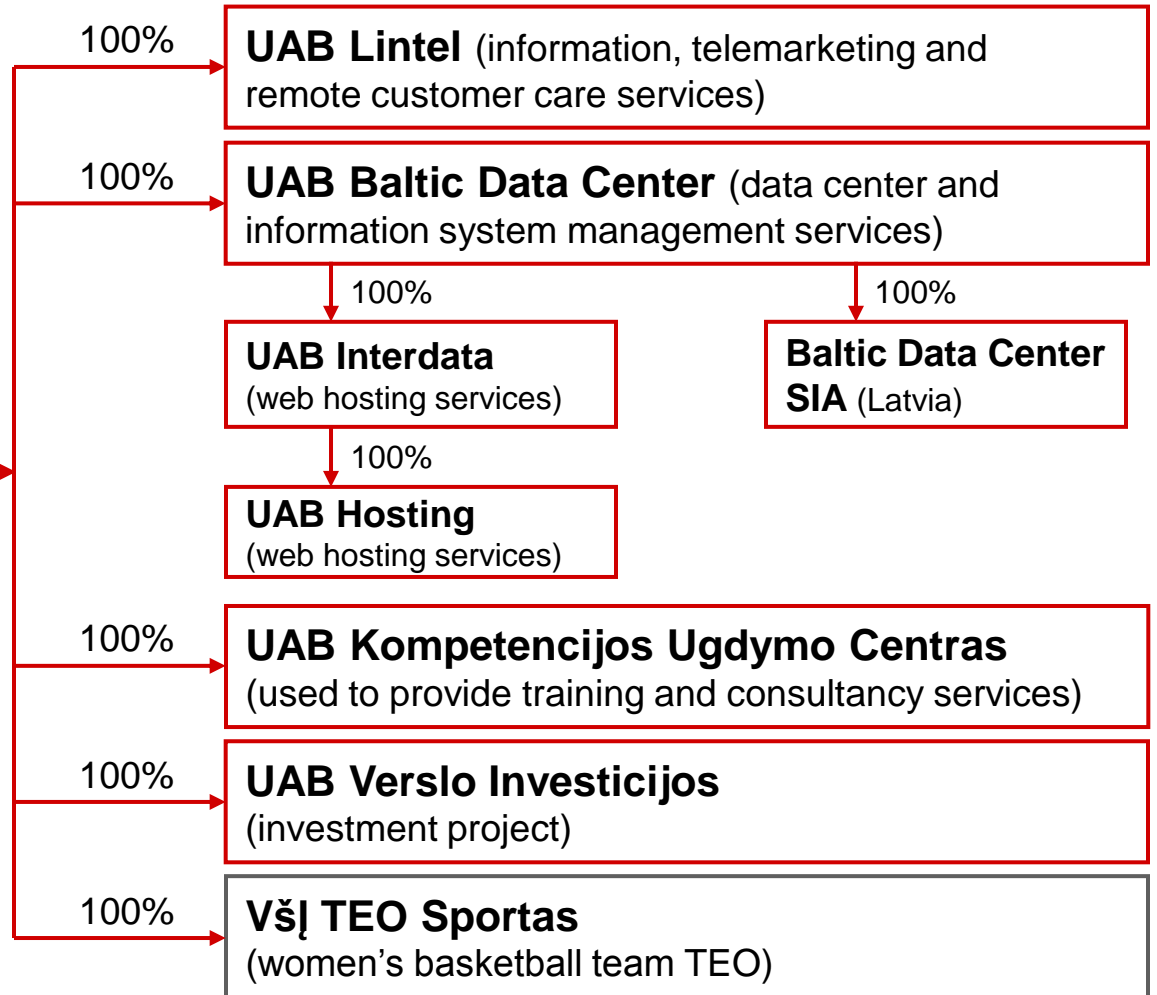 100%
UAB Lintel (information, telemarketing and
remote customer care services)
100%
UAB Baltic Data Center (data center and
information system management services)
100%
100%
UAB Interdata
(web hosting services)
Baltic Data Center
SIA (Latvia)
100%
UAB Hosting
(web hosting services)
100%
UAB Kompetencijos Ugdymo Centras
(used to provide training and consultancy services)
100%
UAB Verslo Investicijos
(investment project)
100%
VšĮ TEO Sportas
(women’s basketball team TEO)